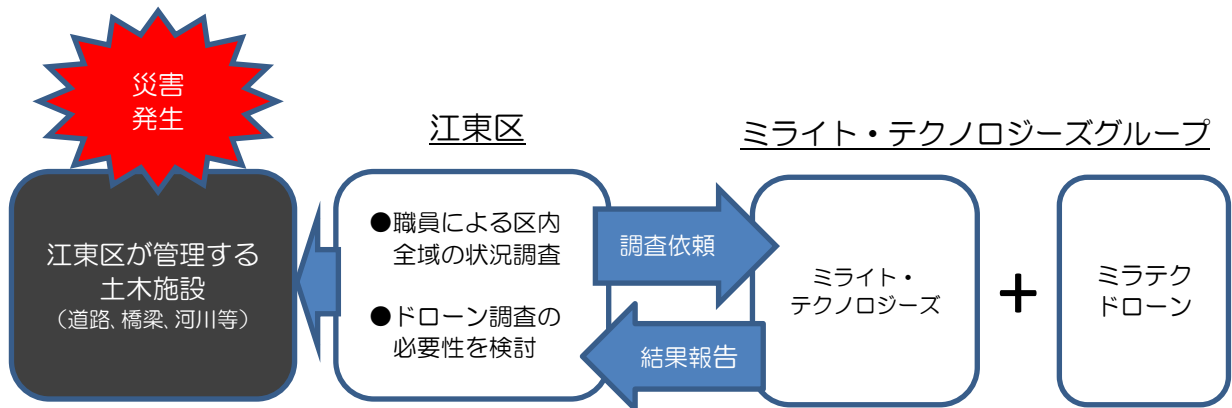 災害
発生
江東区が管理する
土木施設
（道路、橋梁、河川等）
江東区
●職員による区内
全域の状況調査
●ドローン調査の
必要性を検討
調査依頼
結果報告
ミライト・テクノロジーズグループ
ミライト・
テクノロジーズ
＋
ミラテク
ドローン